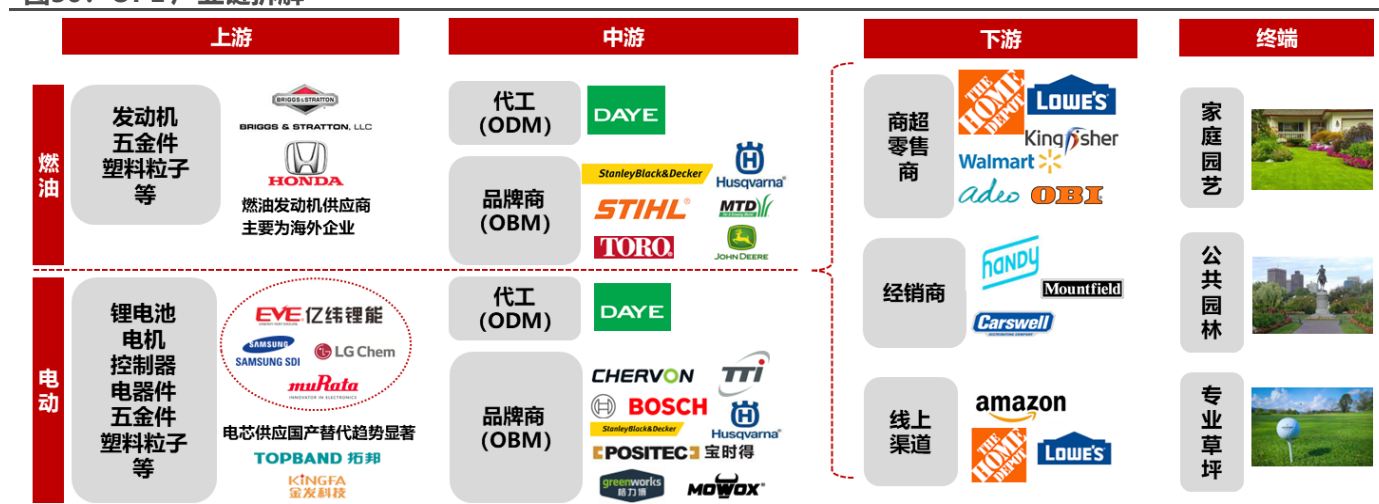 上游
中游
下游
终端
燃油
发动机
五金件
塑料粒子
等
BRIGGS&STRATTON
BRIGGS & STRATTON, LLC
HONDA
燃油发动机供应商
主要为海外企业
代工
(ODM)
DAYE
品牌商
(OBM)
StanleyBlack&Decker
Husqvarna
STIHL
MTD
TORO
JOHN DEERE
电动
锂电池
电机
控制器
电器件
五金件
塑料粒子
等
EVE 亿纬锂能
SAMSUNG
SAMSUNG SDI
LG Chem
muRata
INNOVATOR IN ELECTRONICS
电芯供应国产替代趋势显著
TOPBAND 拓邦
KINGFA
金发科技
代工
(ODM)
DAYE
品牌商
(OBM)
CHERVON
TTi
BOSCH
StanleyBlack&Decker
Husqvarna
POSITEC 宝时得
greenworks
格力博
MOWOX
商超
零售
商
THE HOME DEPOT
LOWE'S
Kingfisher
Walmart
adeo
OBI
经销商
handy
Mountfield
Carswell
线上
渠道
amazon
THE HOME DEPOT
LOWE'S
家庭园艺
公共园林
专业草坪